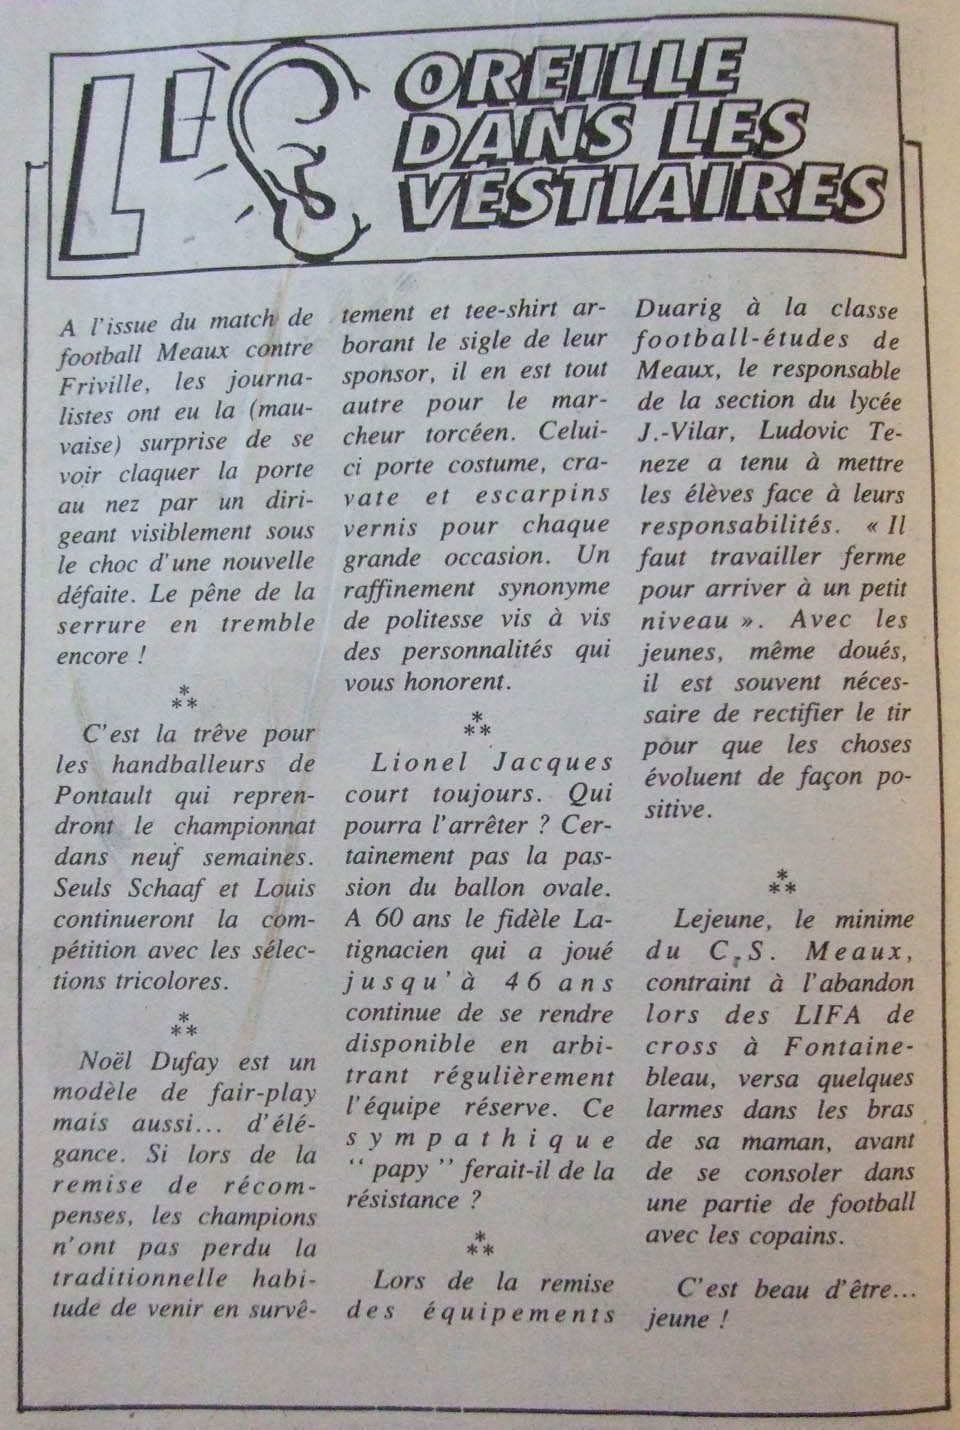 L'OREILLE
DANS LES
VESTIAIRES
A l'issue du match de
football Meaux contre
Friville, les journa-
listes ont eu la (mau-
vaise) surprise de se
voir claquer la porte
au nez par un diri-
geant visiblement sous
le choc d'une nouvelle
défaite. Le pêne de la
serrure en tremble
encore !
*
**
C'est la trêve pour
les handballeurs de
Pontault qui repren-
dront le championnat
dans neuf semaines.
Seuls Schaaf et Louis
continueront la com-
pétition avec les sélec-
tions tricolores.
*
**
Noël Dufay est un
modèle de fair-play
mais aussi... d'élé-
gance. Si lors de la
remise de récom-
penses, les champions
n'ont pas perdu la
traditionnelle habi-
tude de venir en survê-
tement et tee-shirt ar-
borant le sigle de leur
sponsor, il en est tout
autre pour le mar-
cheur torcéen. Celui-
ci porte costume, cra-
vate et escarpins
vernis pour chaque
grande occasion. Un
raffinement synonyme
de politesse vis à vis
des personnalités qui
vous honorent.
*
**
Lionel Jacques
court toujours. Qui
pourra l'arrêter ? Cer-
tainement pas la pas-
sion du ballon ovale.
A 60 ans le fidèle La-
tignacien qui a joué
jusqu'à 46 ans
continue de se rendre
disponible en arbi-
trant régulièrement
l'équipe réserve. Ce
sympathique
“ papy ” ferait-il de la
résistance ?
*
**
Lors de la remise
des équipements
Duarig à la classe
football-études de
Meaux, le responsable
de la section du lycée
J.-Vilar, Ludovic Te-
neze a tenu à mettre
les élèves face à leurs
responsabilités. « Il
faut travailler ferme
pour arriver à un petit
niveau ». Avec les
jeunes, même doués,
il est souvent néces-
saire de rectifier le tir
pour que les choses
évoluent de façon po-
sitive.
*
**
Lejeune, le minime
du C.S. Meaux,
contraint à l'abandon
lors des LIFA de
cross à Fontaine-
bleau, versa quelques
larmes dans les bras
de sa maman, avant
de se consoler dans
une partie de football
avec les copains.
C'est beau d'être...
jeune !